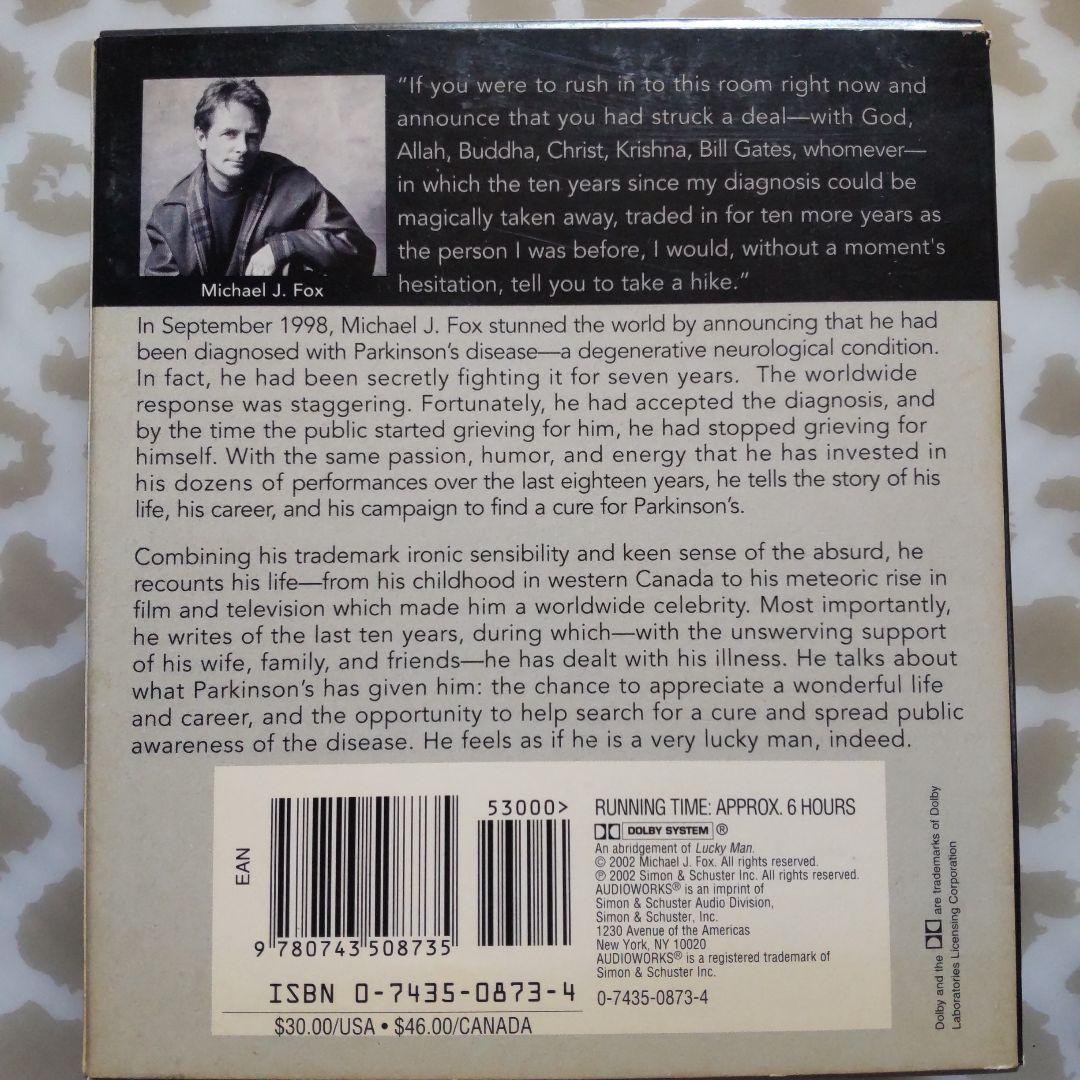 "If you were to rush in to this room right now and
announce that you had struck a deal—with God,
Allah, Buddha, Christ, Krishna, Bill Gates, whomever—
in which the ten years since my diagnosis could be
magically taken away, traded in for ten more years as
the person I was before, I would, without a moment's
hesitation, tell you to take a hike."
Michael J. Fox
In September 1998, Michael J. Fox stunned the world by announcing that he had
been diagnosed with Parkinson's disease—a degenerative neurological condition.
In fact, he had been secretly fighting it for seven years. The worldwide
response was staggering. Fortunately, he had accepted the diagnosis, and
by the time the public started grieving for him, he had stopped grieving for
himself. With the same passion, humor, and energy that he has invested in
his dozens of performances over the last eighteen years, he tells the story of his
life, his career, and his campaign to find a cure for Parkinson's.
Combining his trademark ironic sensibility and keen sense of the absurd, he
recounts his life—from his childhood in western Canada to his meteoric rise in
film and television which made him a worldwide celebrity. Most importantly,
he writes of the last ten years, during which—with the unswerving support
of his wife, family, and friends—he has dealt with his illness. He talks about
what Parkinson's has given him: the chance to appreciate a wonderful life
and career, and the opportunity to help search for a cure and spread public
awareness of the disease. He feels as if he is a very lucky man, indeed.
EAN
53000>
9 780743 508735
ISBN 0-7435-0873-4
$30.00/USA • $46.00/CANADA
RUNNING TIME: APPROX. 6 HOURS
DOLBY SYSTEM ®
An abridgement of Lucky Man.
© 2002 Michael J. Fox. All rights reserved.
℗ 2002 Simon & Schuster Inc. All rights reserved.
AUDIOWORKS® is an imprint of
Simon & Schuster Audio Division,
Simon & Schuster, Inc.
1230 Avenue of the Americas
New York, NY 10020
AUDIOWORKS® is a registered trademark of
Simon & Schuster Inc.
0-7435-0873-4
Dolby and the are trademarks of Dolby
Laboratories Licensing Corporation